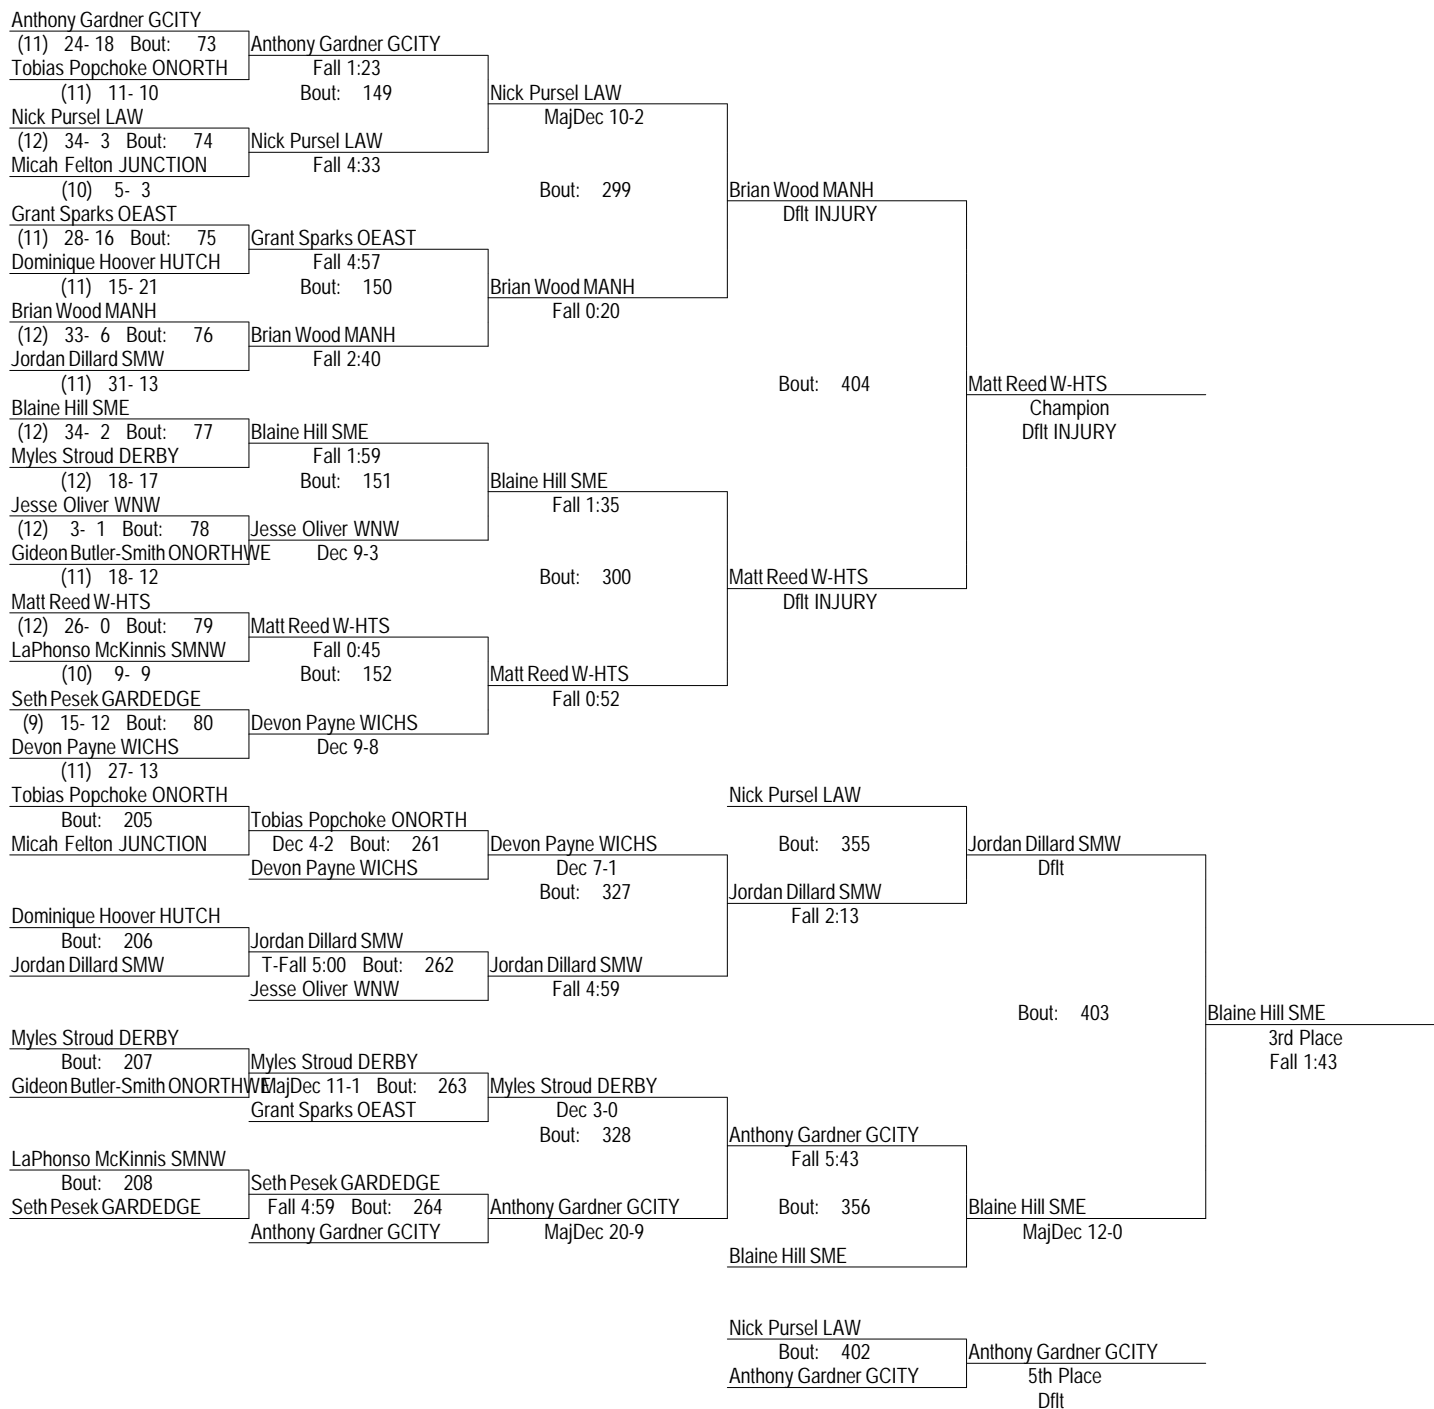 Anthony Gardner GCITY
(11) 24- 18 Bout: 73
Anthony Gardner GCITY
Tobias Popchoke ONORTH
Fall 1:23
(11) 11- 10
Bout: 149
Nick Pursel LAW
Nick Pursel LAW
MajDec 10-2
(12) 34- 3 Bout: 74
Nick Pursel LAW
Micah Felton JUNCTION
Fall 4:33
(10) 5- 3
Bout: 299
Brian Wood MANH
Grant Sparks OEAST
Dflt INJURY
(11) 28- 16 Bout: 75
Grant Sparks OEAST
Dominique Hoover HUTCH
Fall 4:57
(11) 15- 21
Bout: 150
Brian Wood MANH
Brian Wood MANH
Fall 0:20
(12) 33- 6 Bout: 76
Brian Wood MANH
Jordan Dillard SMW
Fall 2:40
(11) 31- 13
Bout: 404
Matt Reed W-HTS
Blaine Hill SME
Champion
(12) 34- 2 Bout: 77
Blaine Hill SME
Dflt INJURY
Myles Stroud DERBY
Fall 1:59
(12) 18- 17
Bout: 151
Blaine Hill SME
Jesse Oliver WNW
Fall 1:35
(12) 3- 1 Bout: 78
Jesse Oliver WNW
Gideon Butler-Smith ONORTHWE
Dec 9-3
(11) 18- 12
Bout: 300
Matt Reed W-HTS
Matt Reed W-HTS
Dflt INJURY
(12) 26- 0 Bout: 79
Matt Reed W-HTS
LaPhonso McKinnis SMNW
Fall 0:45
(10) 9- 9
Bout: 152
Matt Reed W-HTS
Seth Pesek GARDEDGE
Fall 0:52
(9) 15- 12 Bout: 80
Devon Payne WICHS
Devon Payne WICHS
Dec 9-8
(11) 27- 13
Tobias Popchoke ONORTH
Nick Pursel LAW
Bout: 205
Tobias Popchoke ONORTH
Micah Felton JUNCTION
Dec 4-2 Bout: 261
Devon Payne WICHS
Bout: 355
Jordan Dillard SMW
Devon Payne WICHS
Dec 7-1
Dflt
Bout: 327
Jordan Dillard SMW
Dominique Hoover HUTCH
Fall 2:13
Bout: 206
Jordan Dillard SMW
Jordan Dillard SMW
T-Fall 5:00 Bout: 262
Jordan Dillard SMW
Jesse Oliver WNW
Fall 4:59
Bout: 403
Blaine Hill SME
Myles Stroud DERBY
3rd Place
Bout: 207
Myles Stroud DERBY
Fall 1:43
Gideon Butler-Smith ONORTHWE
MajDec 11-1 Bout: 263
Myles Stroud DERBY
Grant Sparks OEAST
Dec 3-0
Bout: 328
Anthony Gardner GCITY
LaPhonso McKinnis SMNW
Fall 5:43
Bout: 208
Seth Pesek GARDEDGE
Seth Pesek GARDEDGE
Fall 4:59 Bout: 264
Anthony Gardner GCITY
Bout: 356
Blaine Hill SME
Anthony Gardner GCITY
MajDec 20-9
MajDec 12-0
Blaine Hill SME
Nick Pursel LAW
Bout: 402
Anthony Gardner GCITY
Anthony Gardner GCITY
5th Place
Dflt